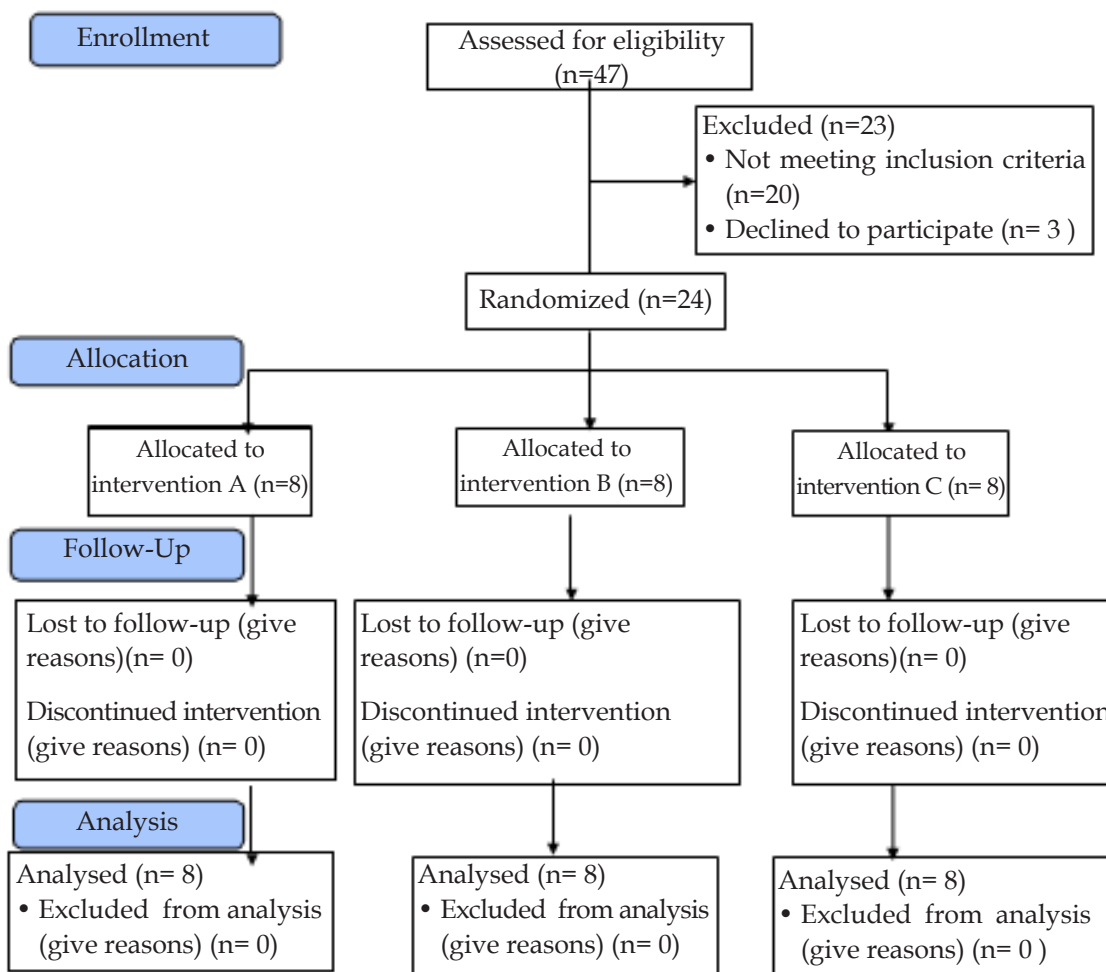 Enrollment
Assessed for eligibility
(n=47)
Excluded (n=23)
• Not meeting inclusion criteria
(n=20)
• Declined to participate (n= 3 )
Randomized (n=24)
Allocation
Allocated to
intervention A (n=8)
Allocated to
intervention B (n=8)
Allocated to
intervention C (n= 8)
Follow-Up
Lost to follow-up (give
reasons)(n= 0)
Discontinued intervention
(give reasons) (n= 0)
Lost to follow-up (give
reasons) (n=0)
Discontinued intervention
(give reasons) (n= 0)
Lost to follow-up (give
reasons)(n= 0)
Discontinued intervention
(give reasons) (n= 0)
Analysis
Analysed (n= 8)
• Excluded from analysis
(give reasons) (n= 0)
Analysed (n= 8)
• Excluded from analysis
(give reasons) (n= 0)
Analysed (n= 8)
• Excluded from analysis
(give reasons) (n= 0 )